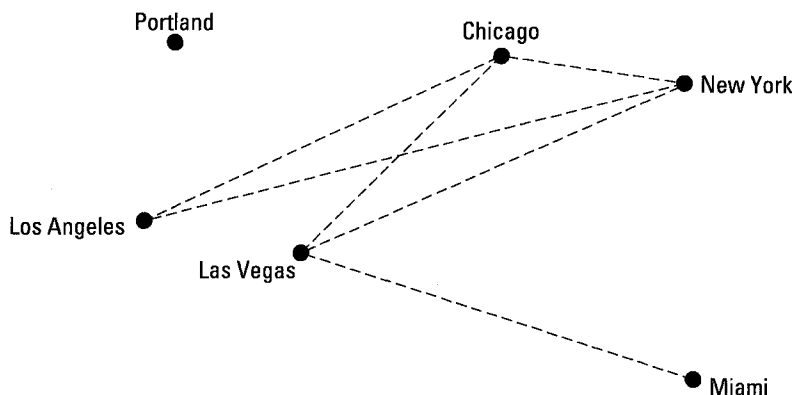 Portland
Chicago
New York
Los Angeles
Las Vegas
Miami